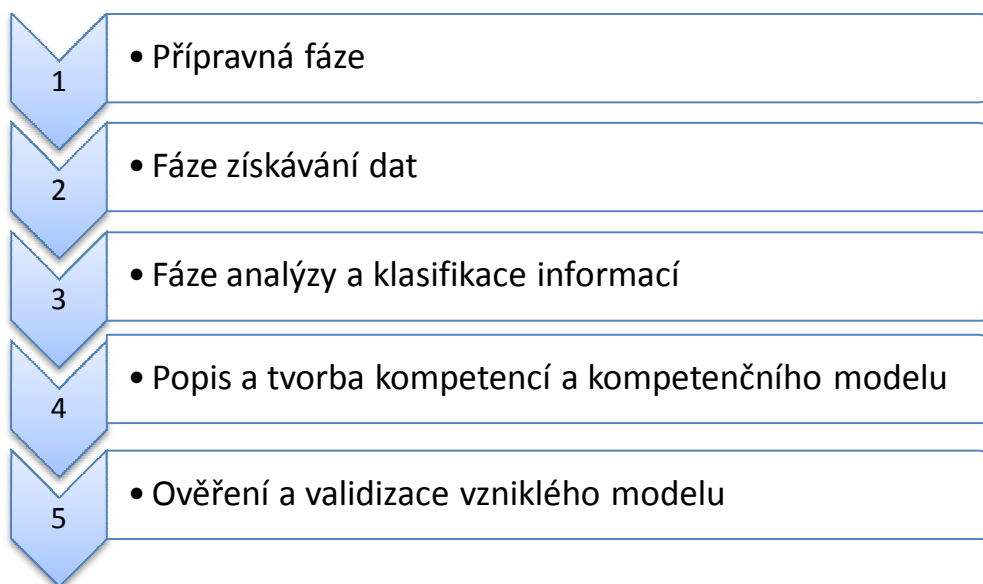 1 • Přípravná fáze
2 • Fáze získávání dat
3 • Fáze analýzy a klasifikace informací
4 • Popis a tvorba kompetencí a kompetenčního modelu
5 • Ověření a validizace vzniklého modelu